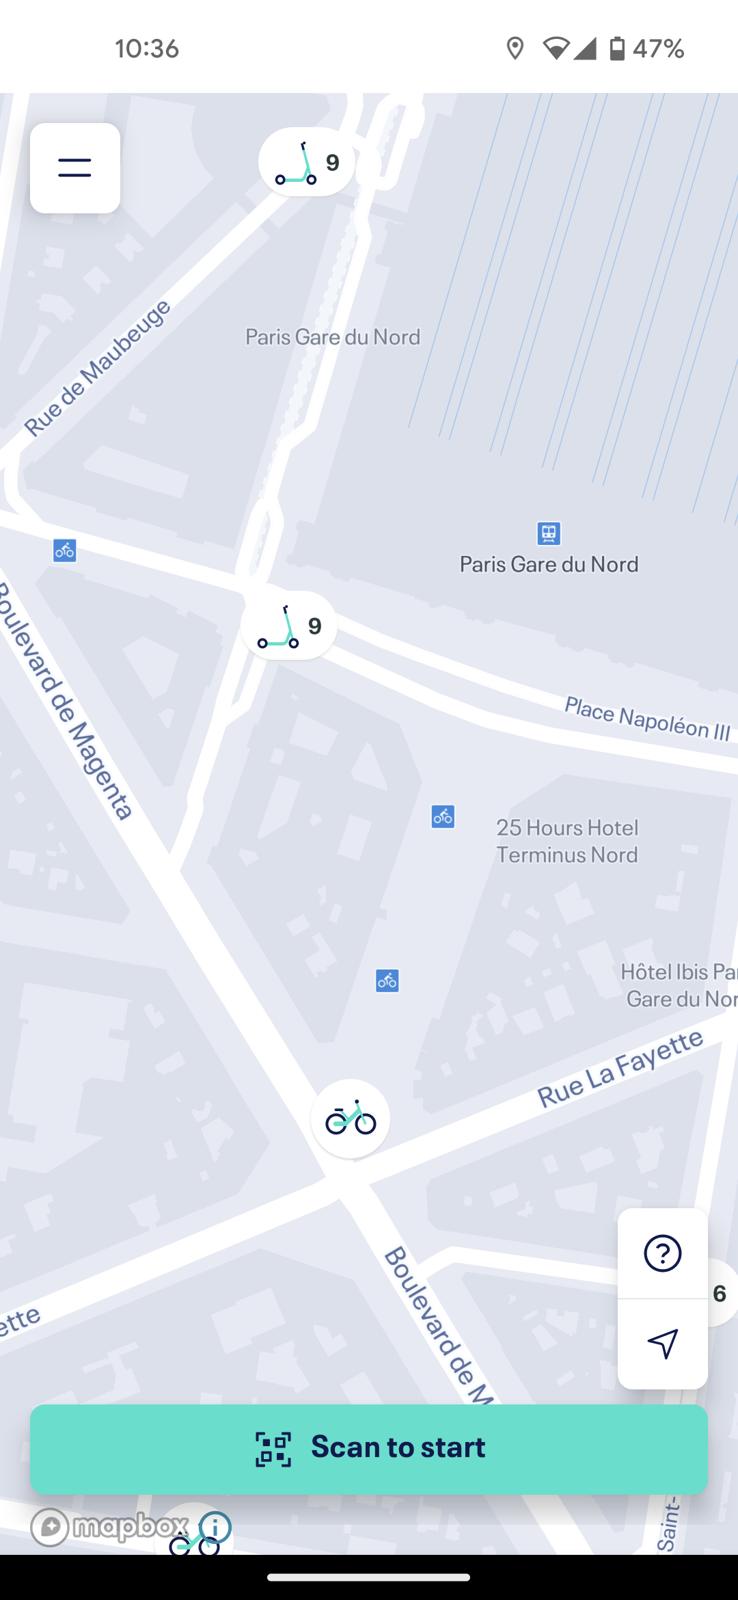 10:36
47%
9
Rue de Maubeuge
Paris Gare du Nord
Paris Gare du Nord
9
Boulevard de Magenta
Place Napoléon III
25 Hours Hotel
Terminus Nord
Hôtel Ibis Par
Gare du Nor
Rue La Fayette
6
Boulevard de M
ette
Scan to start
mapbox
Saint-